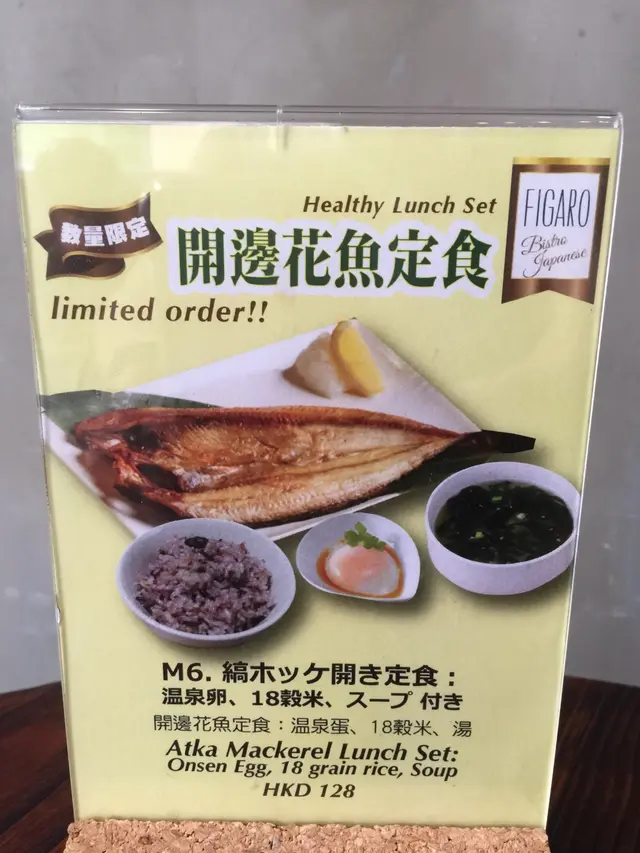 Healthy Lunch Set
FIGARO
Bistro
Japanese
数量限定
開邊花魚定食
limited order!!
M6. 縞ホッケ開き定食：
温泉卵、18穀米、スープ 付き
開邊花魚定食：温泉蛋、18穀米、湯
Atka Mackerel Lunch Set:
Onsen Egg, 18 grain rice, Soup
HKD 128